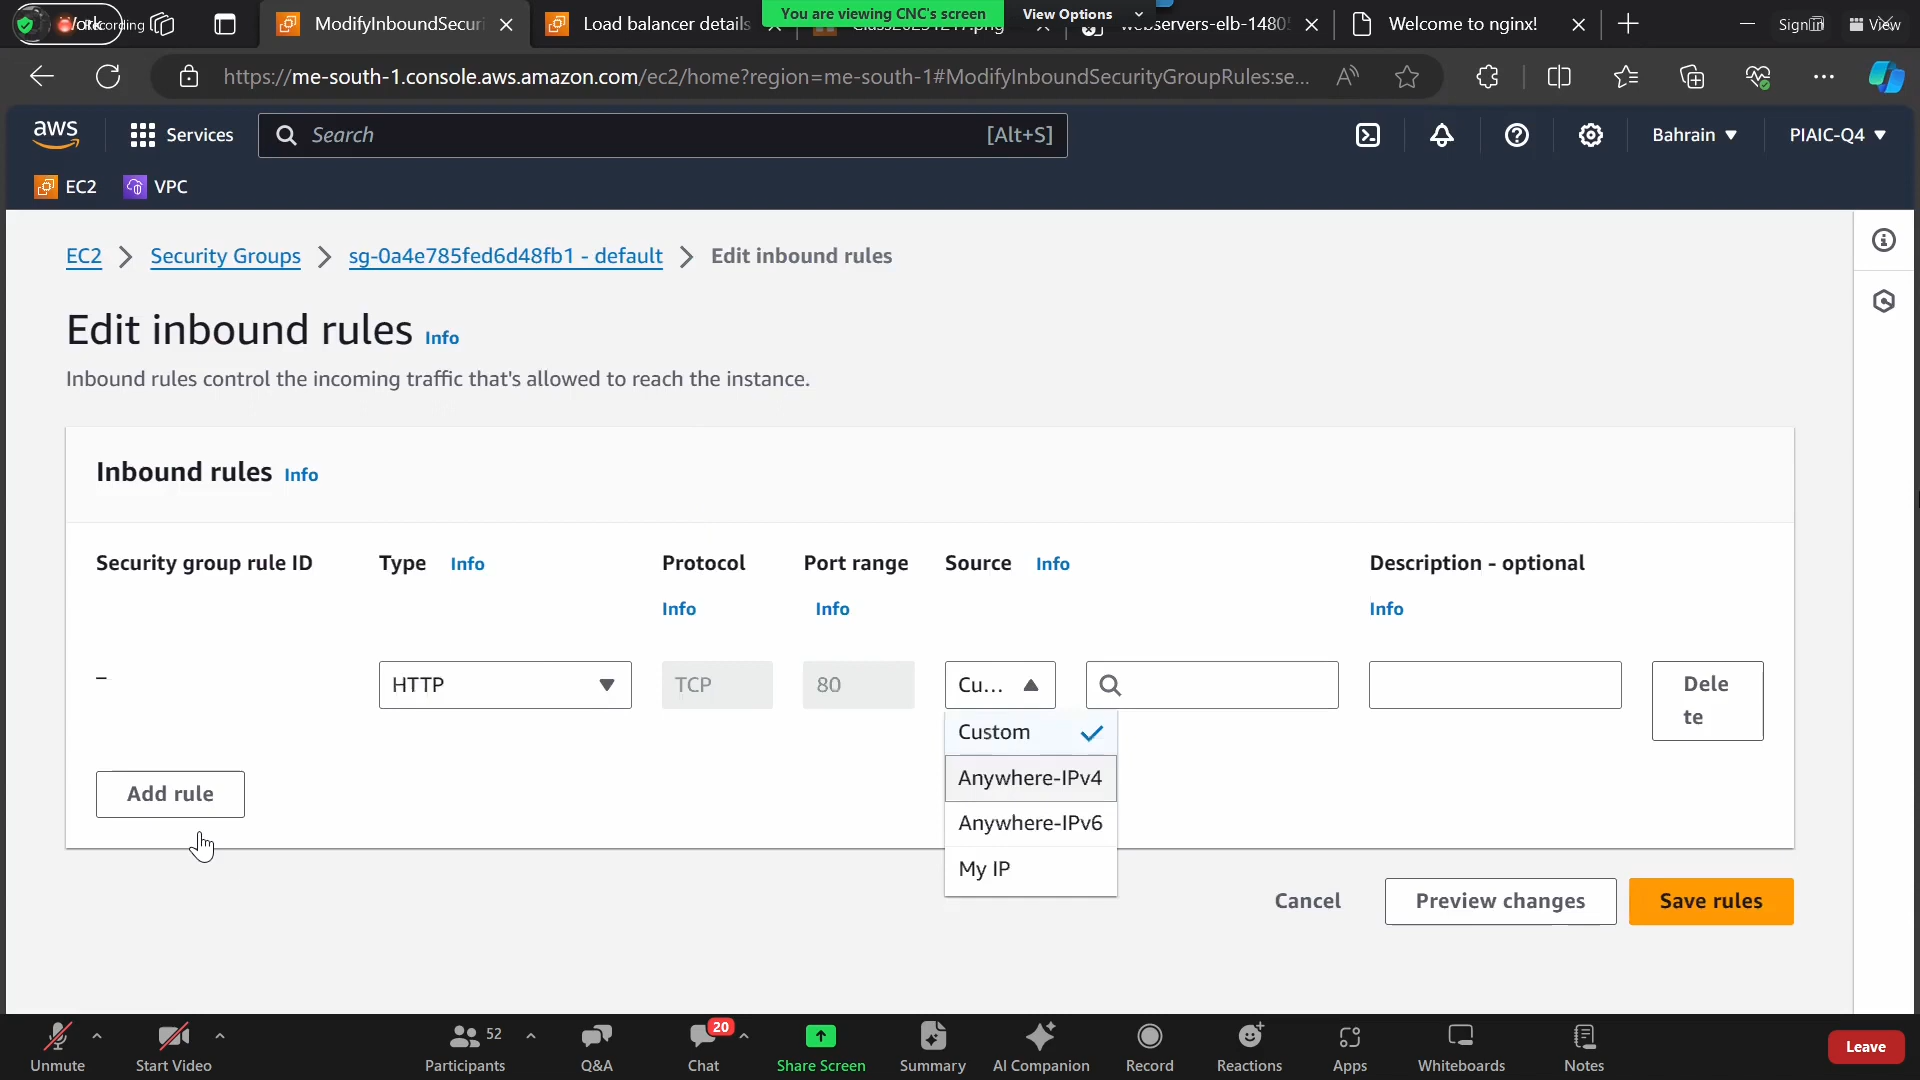 Recording
ModifyInboundSecuri
Load balancer details
You are viewing CNC's screen
View Options
Welcome to nginx!
Sign in
View
https://me-south-1.console.aws.amazon.com/ec2/home?region=me-south-1#ModifyInboundSecurityGroupRules:se...
aws
Services
Search
[Alt+S]
Bahrain
PIAIC-Q4
EC2
VPC
EC2 > Security Groups > sg-0a4e785fed6d48fb1 - default > Edit inbound rules
Edit inbound rules Info
Inbound rules control the incoming traffic that's allowed to reach the instance.
Inbound rules Info
Security group rule ID
Type Info
Protocol
Info
Port range
Info
Source Info
Description - optional
Info
–
HTTP
TCP
80
Cu...
Dele
te
Custom
Anywhere-IPv4
Anywhere-IPv6
My IP
Add rule
Cancel
Preview changes
Save rules
Unmute
Start Video
52
Participants
Q&A
20
Chat
Share Screen
Summary
AI Companion
Record
Reactions
Apps
Whiteboards
Notes
Leave